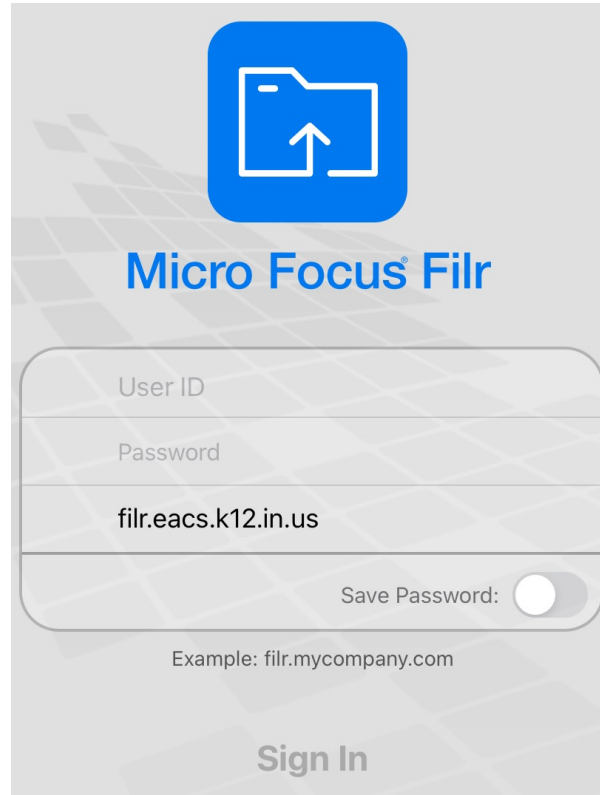 Micro Focus® Filr
User ID
Password
filr.eacs.k12.in.us
Save Password:
Example: filr.mycompany.com
Sign In